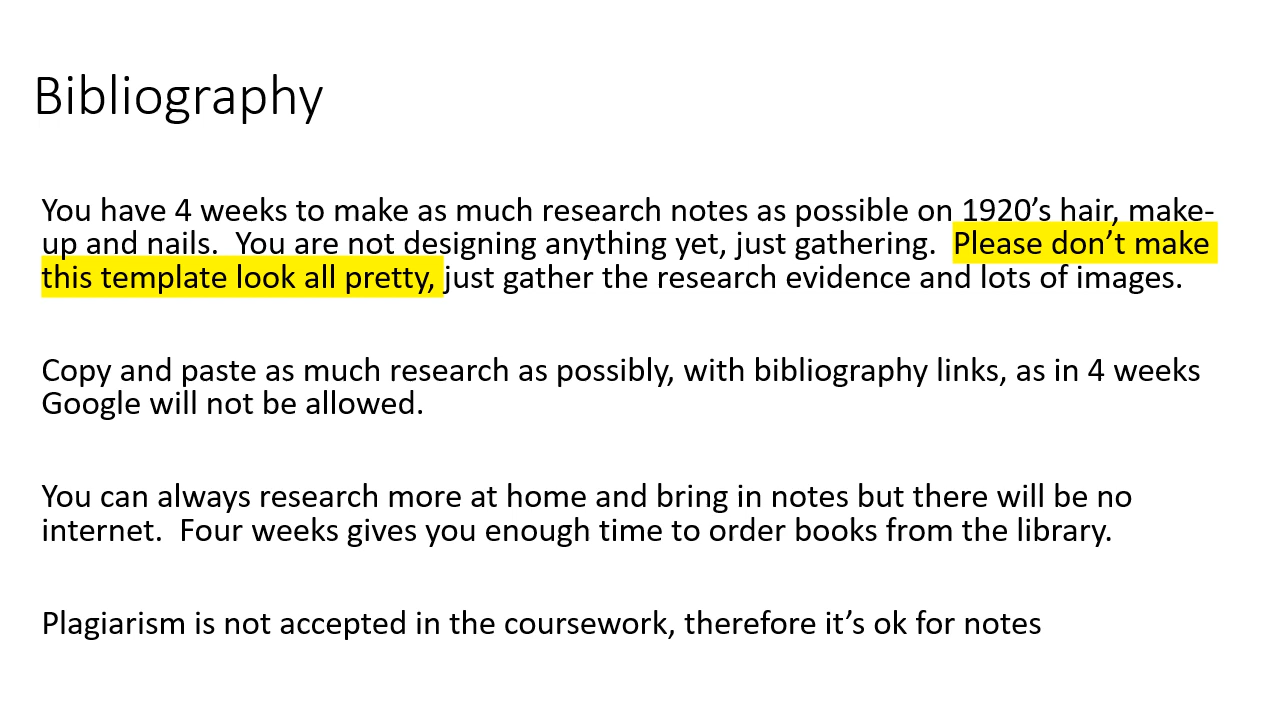 Bibliography
You have 4 weeks to make as much research notes as possible on 1920’s hair, make-
up and nails.  You are not designing anything yet, just gathering.  Please don’t make
this template look all pretty, just gather the research evidence and lots of images.
Copy and paste as much research as possibly, with bibliography links, as in 4 weeks
Google will not be allowed.
You can always research more at home and bring in notes but there will be no
internet.  Four weeks gives you enough time to order books from the library.
Plagiarism is not accepted in the coursework, therefore it’s ok for notes